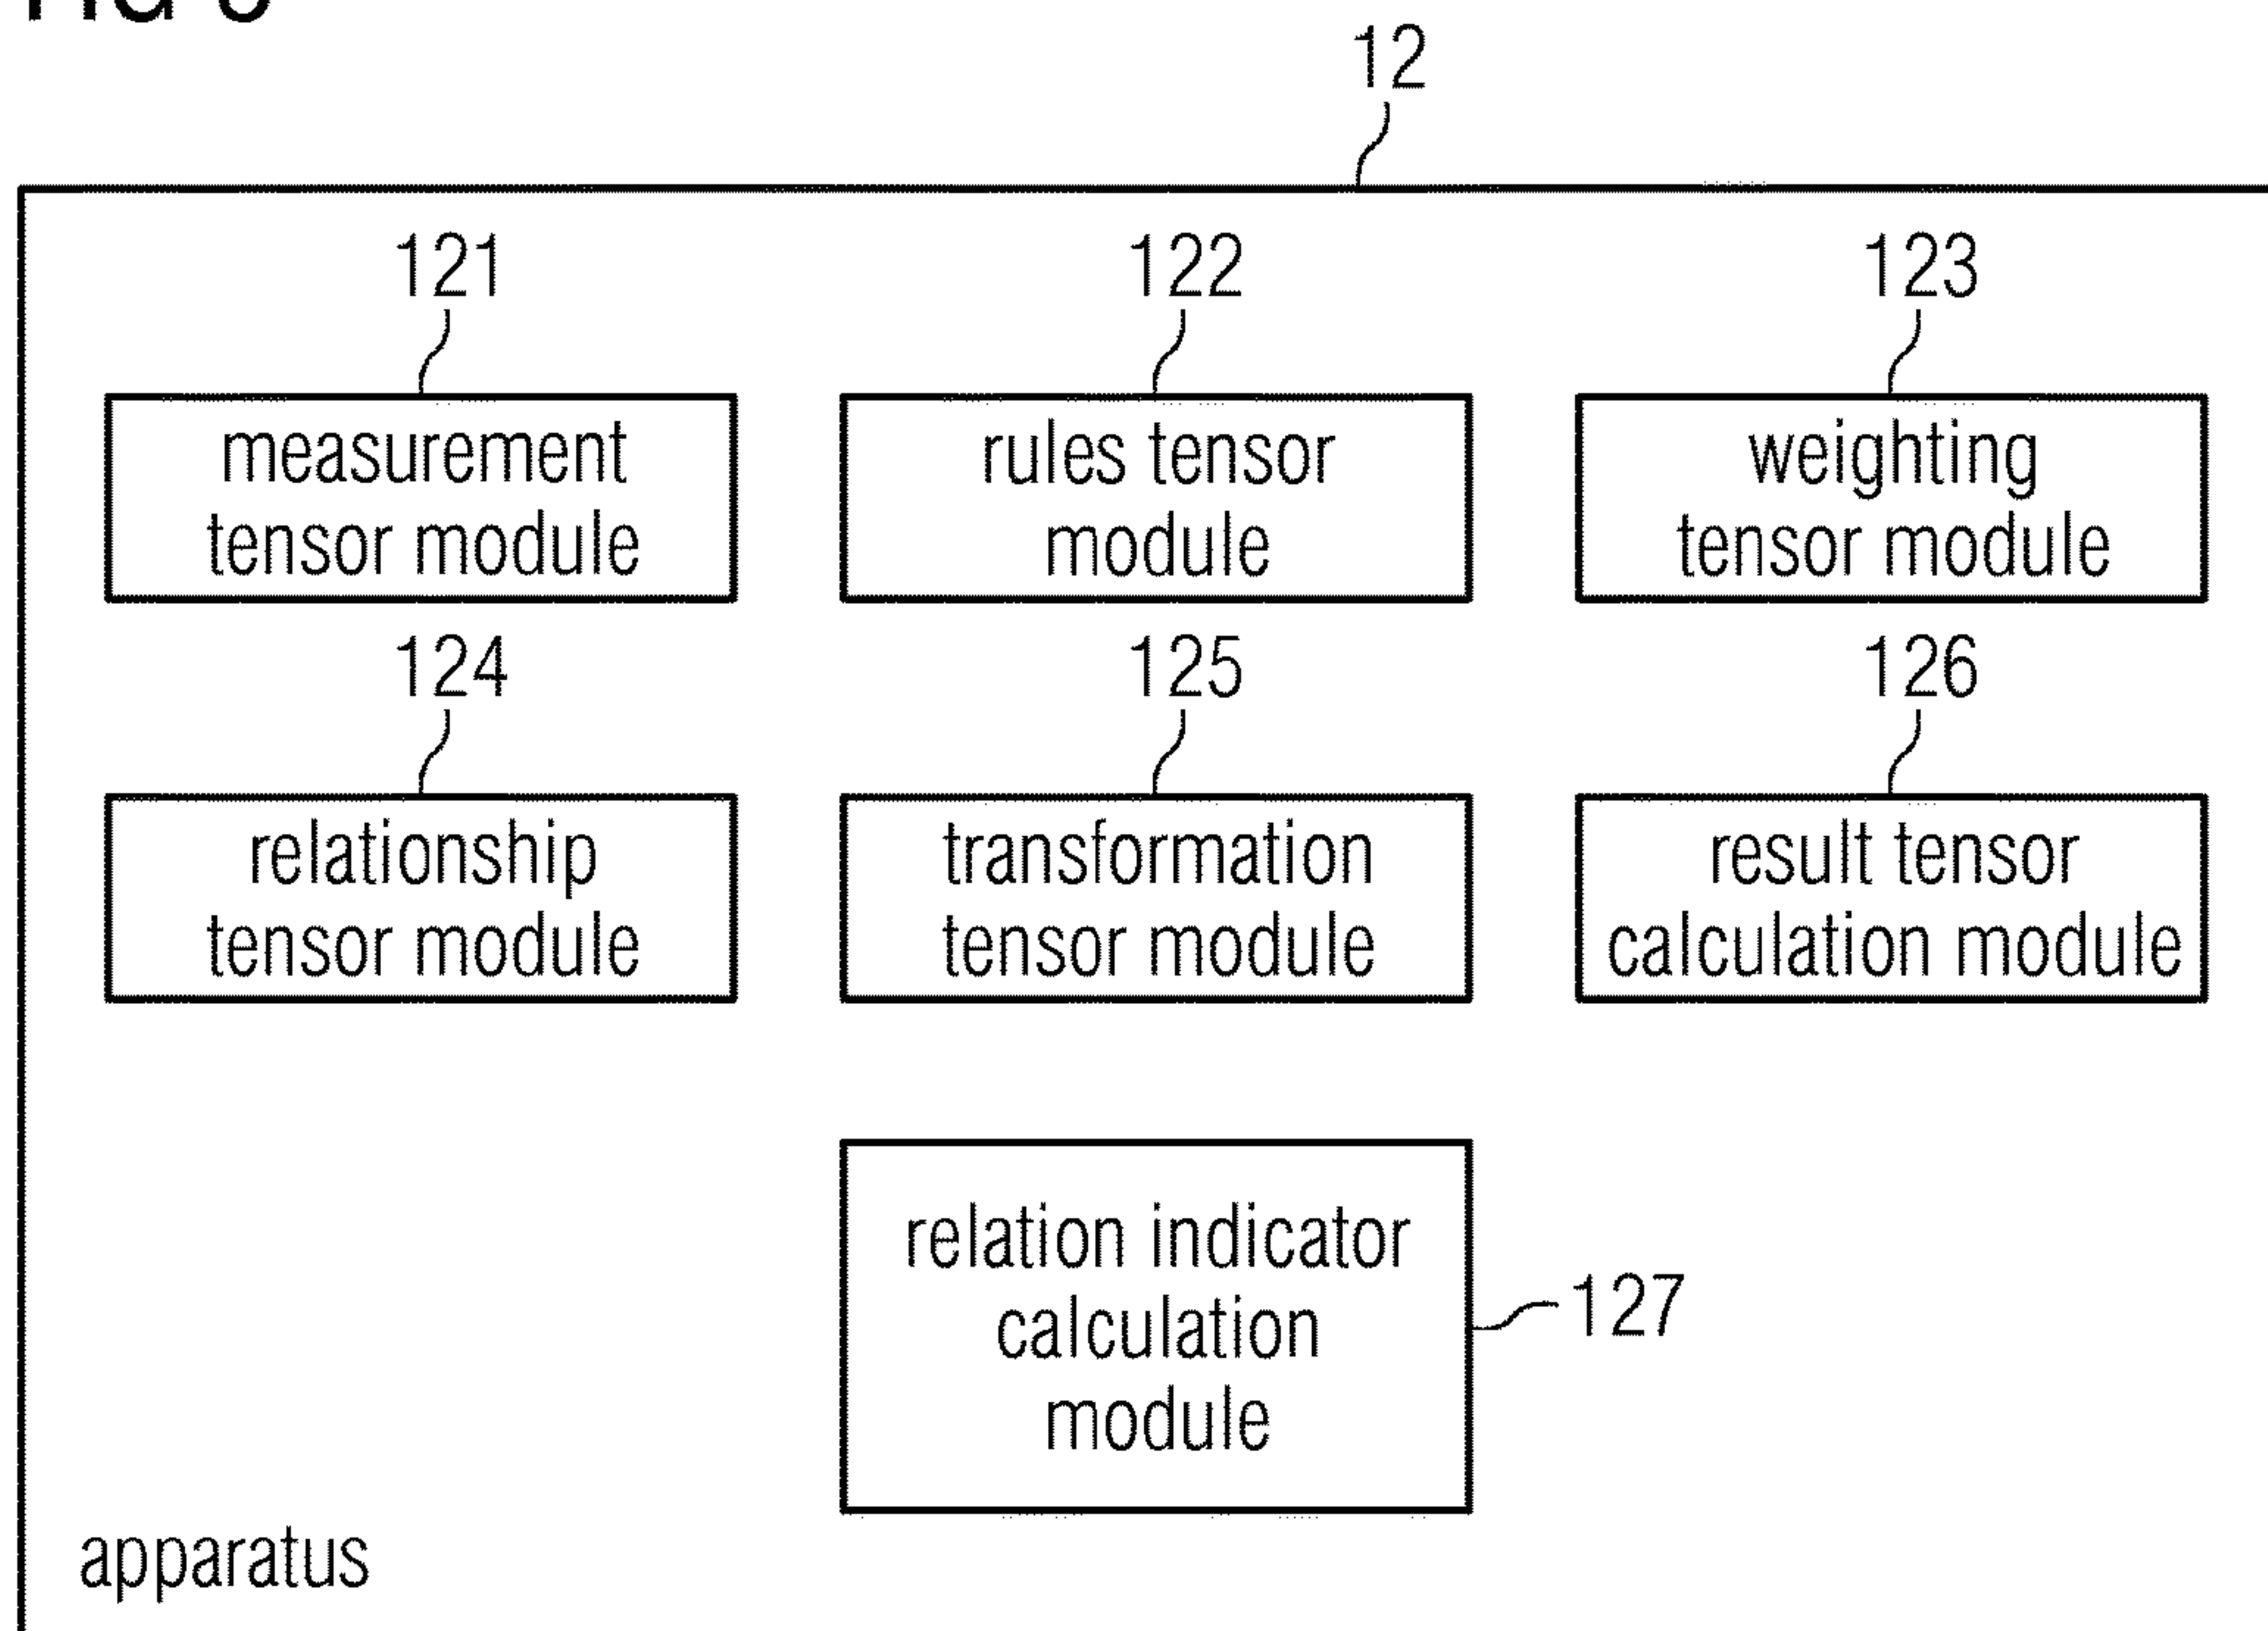 12
121
122
123
measurement
tensor module
rules tensor
module
weighting
tensor module
124
125
126
relationship
tensor module
transformation
tensor module
result tensor
calculation module
relation indicator
calculation
module
127
apparatus